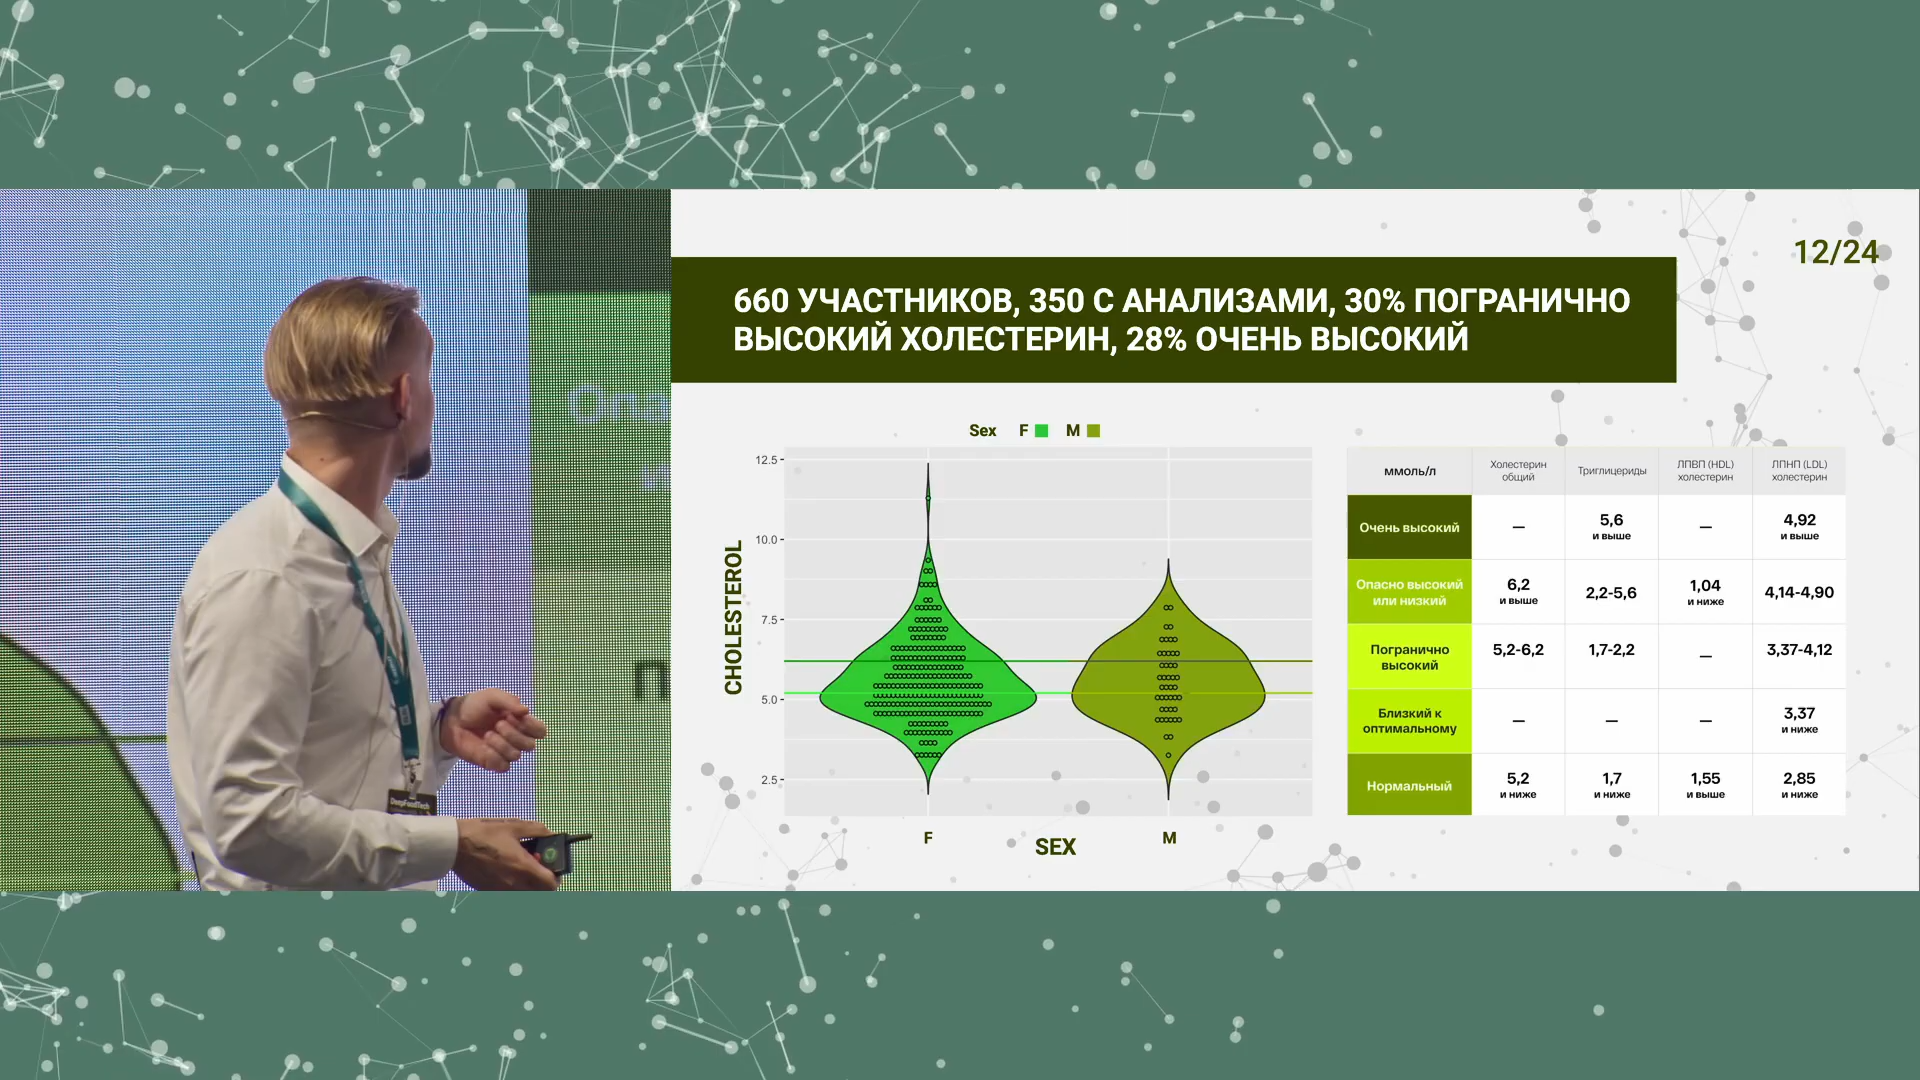 12/24
660 УЧАСТНИКОВ, 350 С АНАЛИЗАМИ, 30% ПОГРАНИЧНО
ВЫСОКИЙ ХОЛЕСТЕРИН, 28% ОЧЕНЬ ВЫСОКИЙ
Sex F M
12.5
10.0
7.5
5.0
2.5
CHOLESTEROL
F M
SEX
ммоль/л
Холестерин
общий
Триглицериды
ЛПВП (HDL)
холестерин
ЛПНП (LDL)
холестерин
Очень высокий
—
5,6
и выше
—
4,92
и выше
Опасно высокий
или низкий
6,2
и выше
2,2-5,6
1,04
и ниже
4,14-4,90
Погранично
высокий
5,2-6,2
1,7-2,2
—
3,37-4,12
Близкий к
оптимальному
—
—
—
3,37
и ниже
Нормальный
5,2
и ниже
1,7
и ниже
1,55
и выше
2,85
и ниже
DeepFoodTech